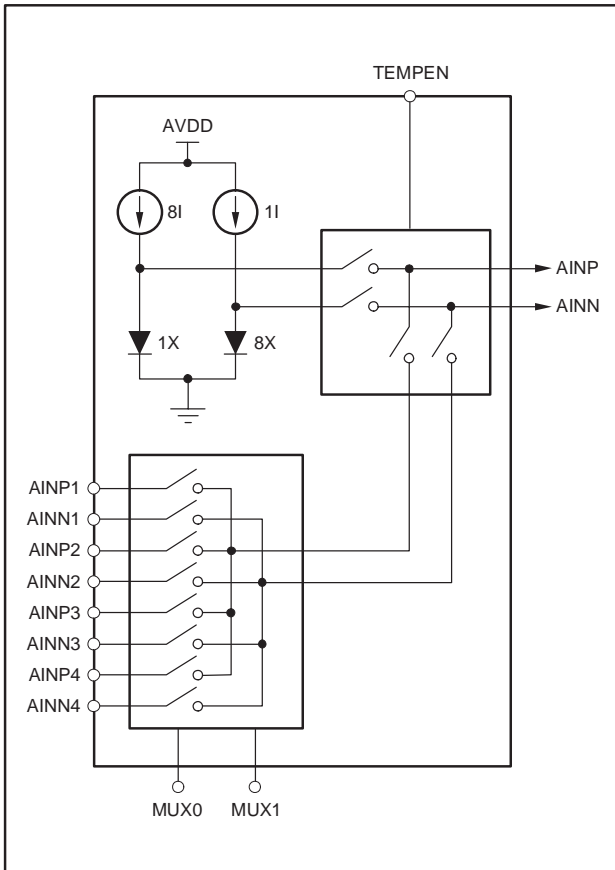 TEMPEN
AVDD
8I
1I
AINP
AINN
1X
8X
AINP1
AINN1
AINP2
AINN2
AINP3
AINN3
AINP4
AINN4
MUX0 MUX1